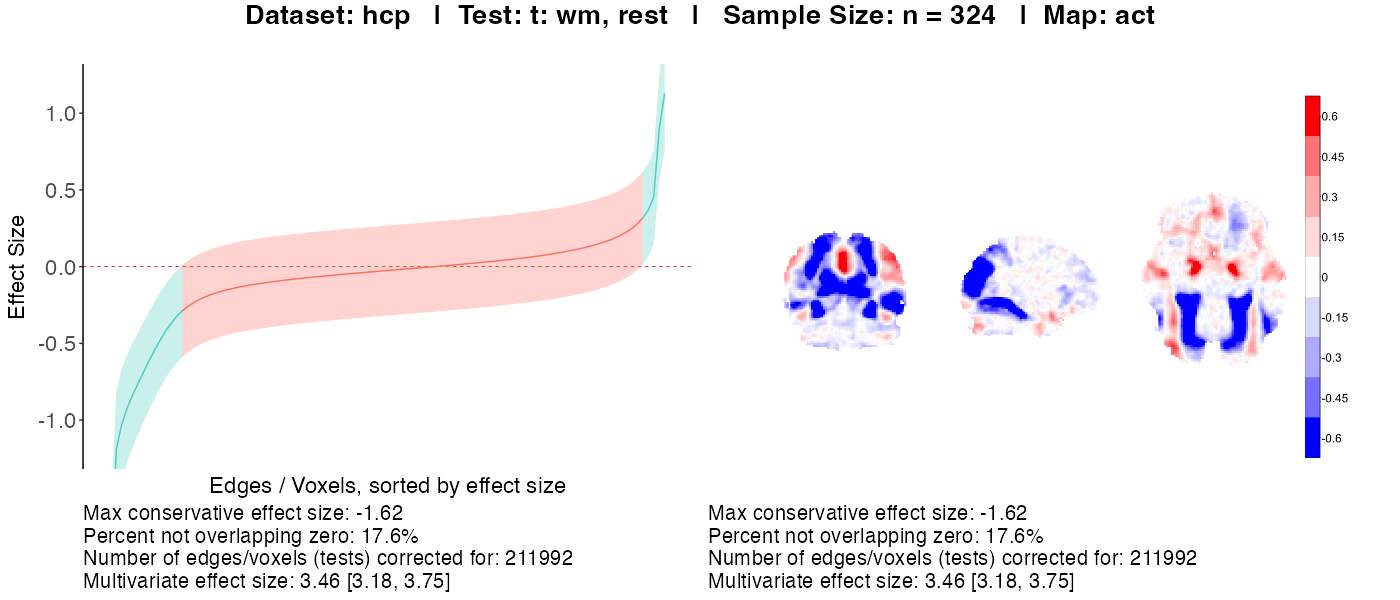 Dataset: hcp | Test: t: wm, rest | Sample Size: n = 324 | Map: act
Effect Size
1.0
0.5
0.0
-0.5
-1.0
Edges / Voxels, sorted by effect size
Max conservative effect size: -1.62
Percent not overlapping zero: 17.6%
Number of edges/voxels (tests) corrected for: 211992
Multivariate effect size: 3.46 [3.18, 3.75]
0.6
0.45
0.3
0.15
0
-0.15
-0.3
-0.45
-0.6
Max conservative effect size: -1.62
Percent not overlapping zero: 17.6%
Number of edges/voxels (tests) corrected for: 211992
Multivariate effect size: 3.46 [3.18, 3.75]